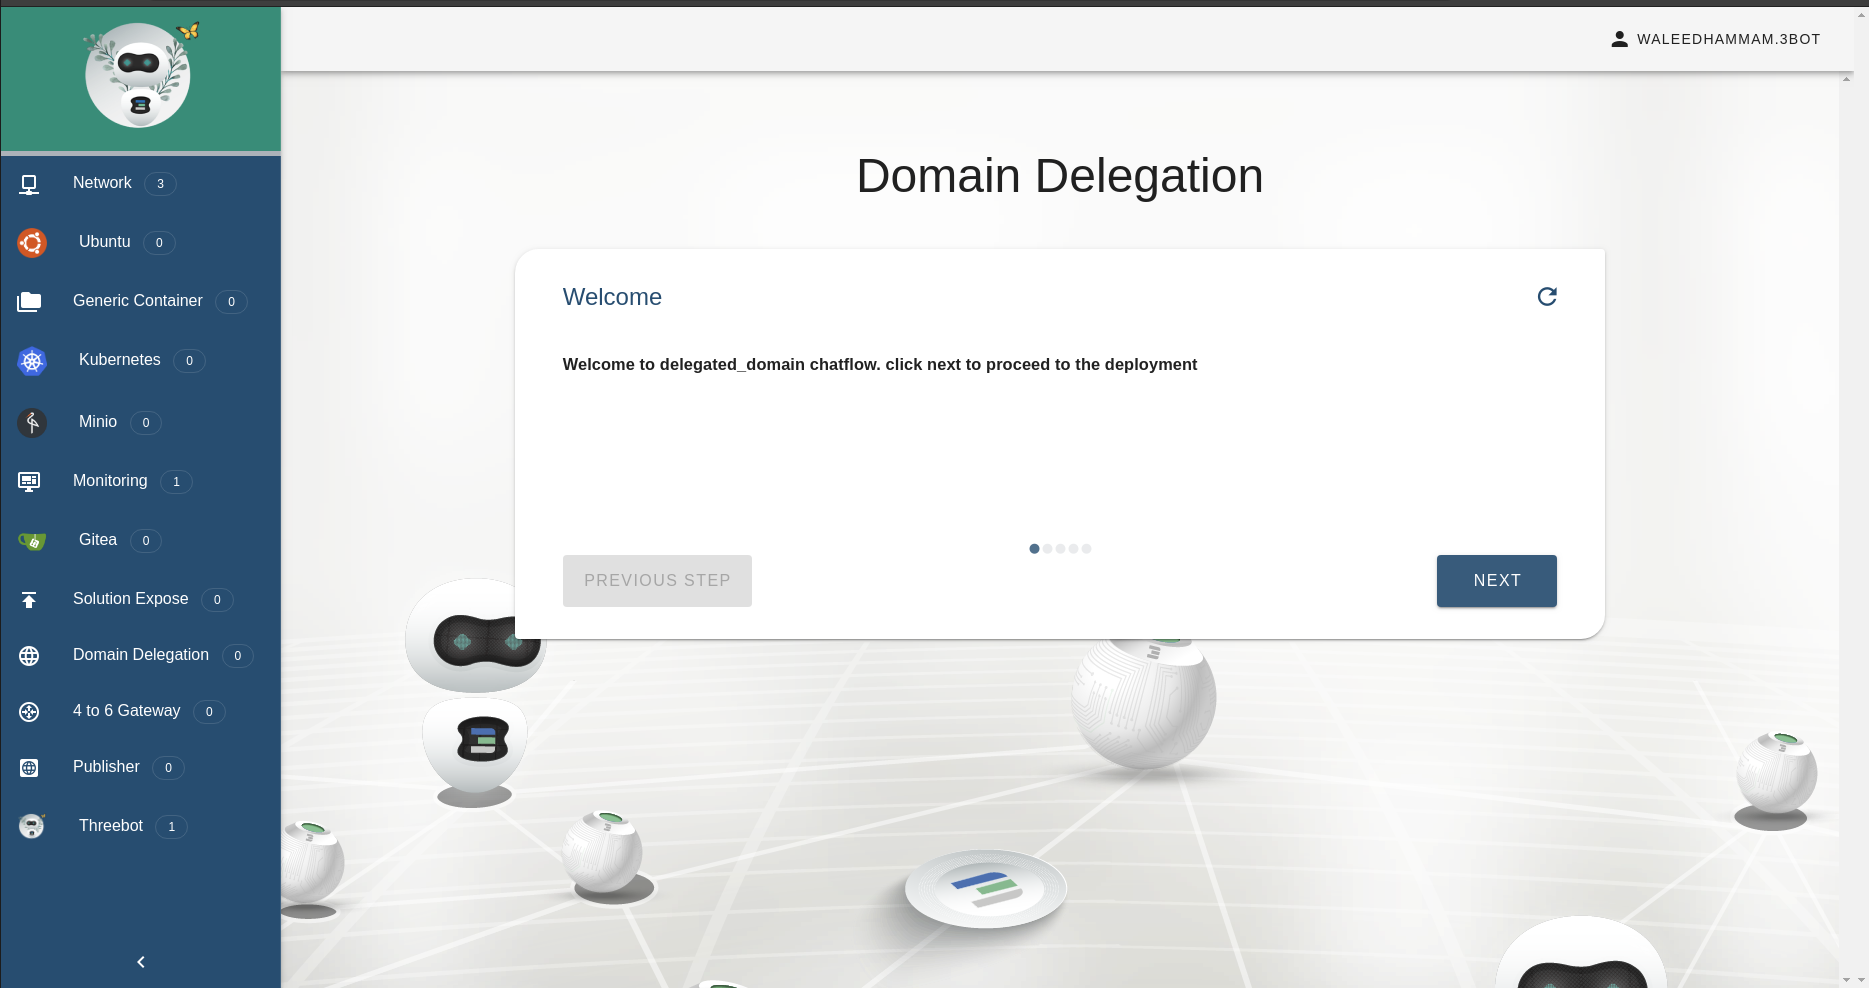 WALEEDHAMMAM.3BOT
Network 3
Ubuntu 0
Generic Container 0
Kubernetes 0
Minio 0
Monitoring 1
Gitea 0
Solution Expose 0
Domain Delegation 0
4 to 6 Gateway 0
Publisher 0
Threebot 1
Domain Delegation
Welcome
Welcome to delegated_domain chatflow. click next to proceed to the deployment
PREVIOUS STEP
NEXT